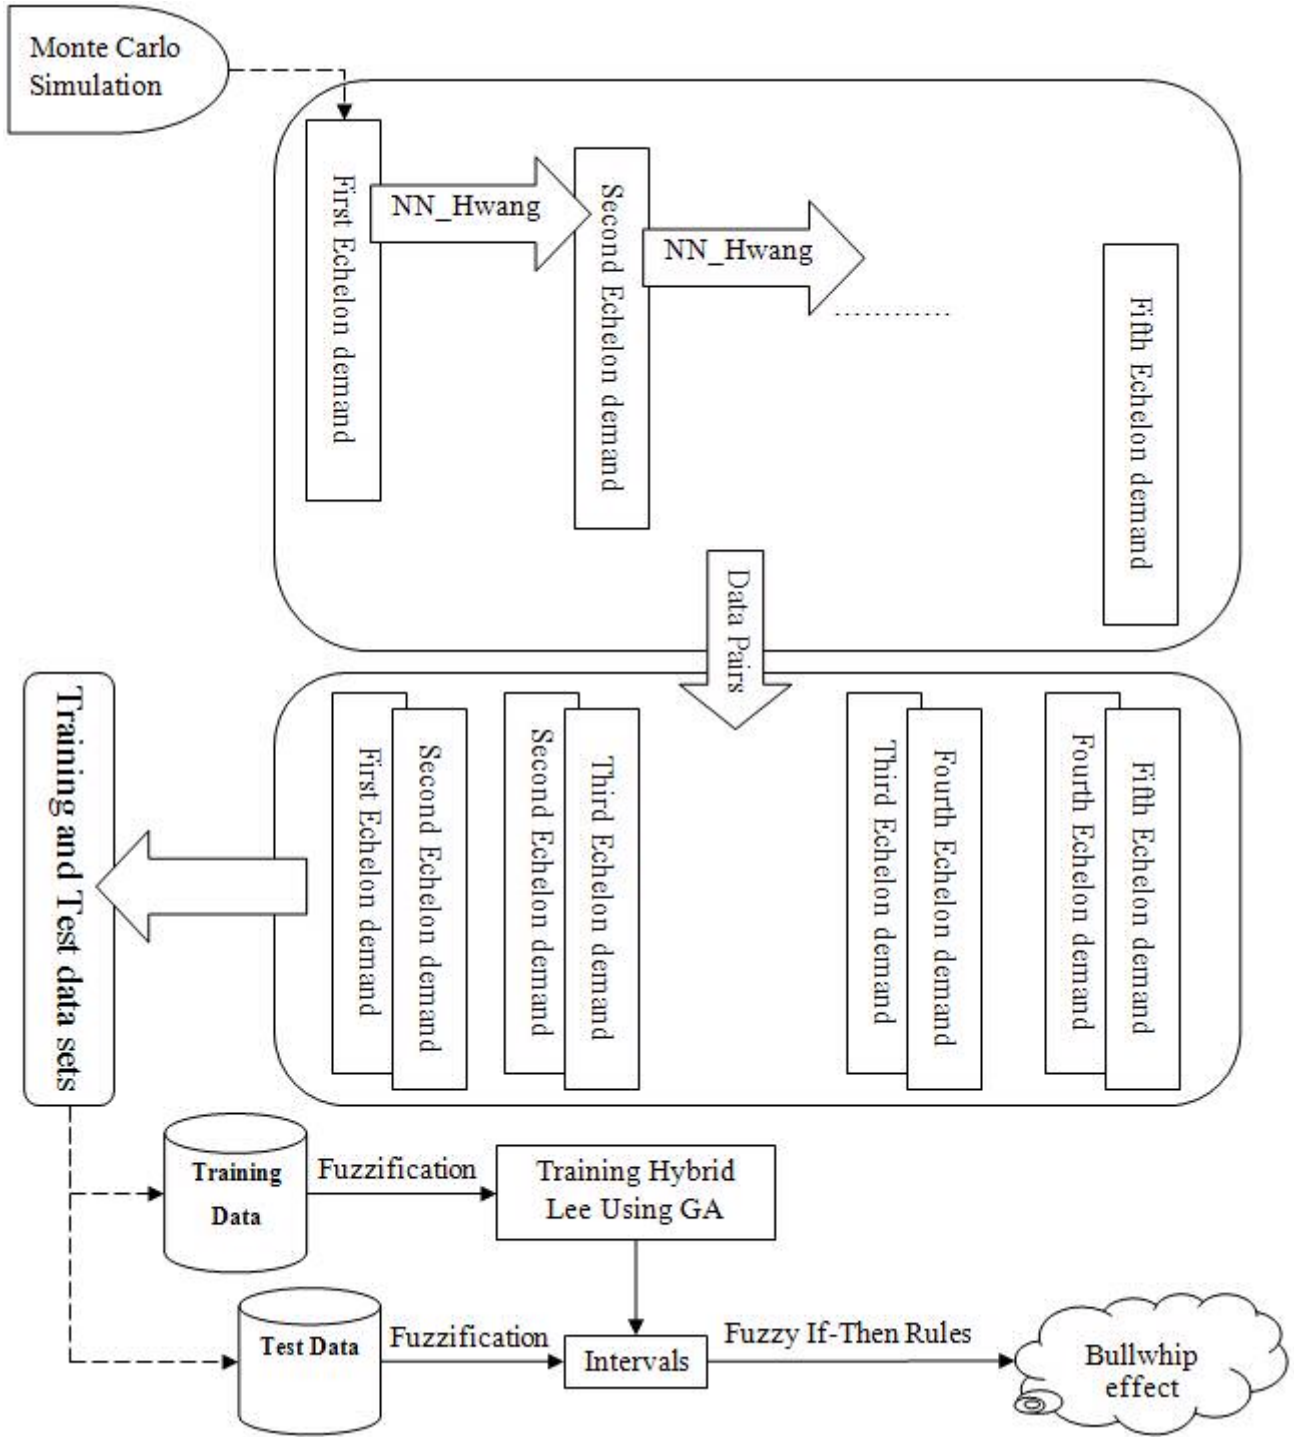 Monte Carlo
Simulation
First Echelon demand
NN_Hwang
Second Echelon demand
NN_Hwang
............
Fifth Echelon demand
Data Pairs
Training and Test data sets
First Echelon demand
Second Echelon demand
Second Echelon demand
Third Echelon demand
Third Echelon demand
Fourth Echelon demand
Fourth Echelon demand
Fifth Echelon demand
Training
Data
Fuzzification
Training Hybrid
Lee Using GA
Test Data
Fuzzification
Intervals
Fuzzy If-Then Rules
Bullwhip
effect